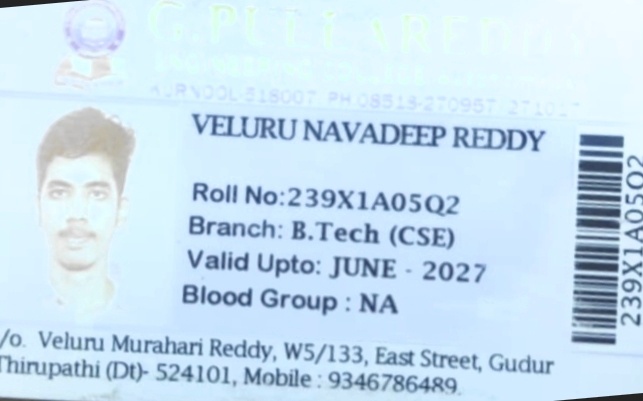 G.PULLA REDDY
KURNOOL-518007 PH 08518-270957 271017
VELURU NAVADEEP REDDY
Roll No:239X1A05Q2
Branch: B.Tech (CSE)
Valid Upto: JUNE - 2027
Blood Group : NA
/o. Veluru Murahari Reddy, W5/133, East Street, Gudur
Thirupathi (Dt)- 524101, Mobile : 9346786489.
239X1A05Q2